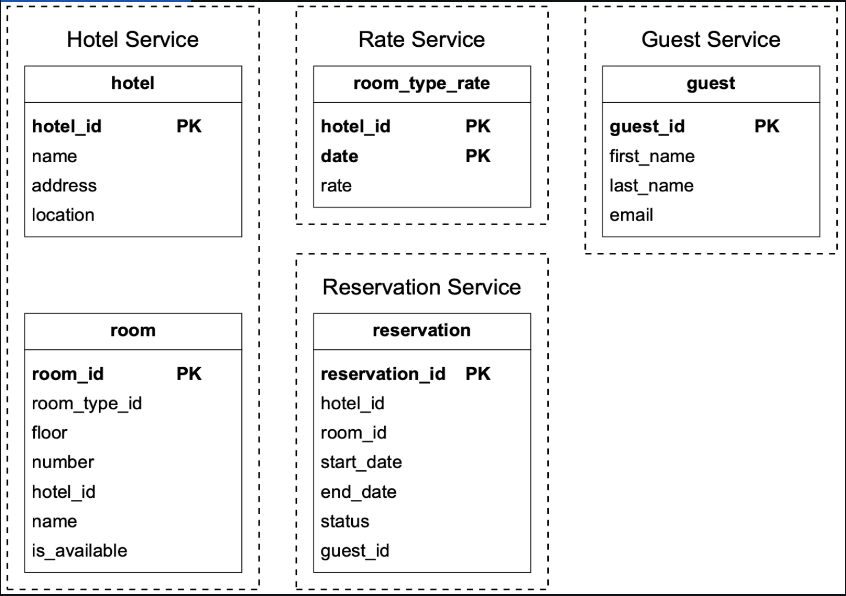 Hotel Service
hotel
hotel_id PK
name
address
location
room
room_id PK
room_type_id
floor
number
hotel_id
name
is_available
Rate Service
room_type_rate
hotel_id PK
date PK
rate
Reservation Service
reservation
reservation_id PK
hotel_id
room_id
start_date
end_date
status
guest_id
Guest Service
guest
guest_id PK
first_name
last_name
email